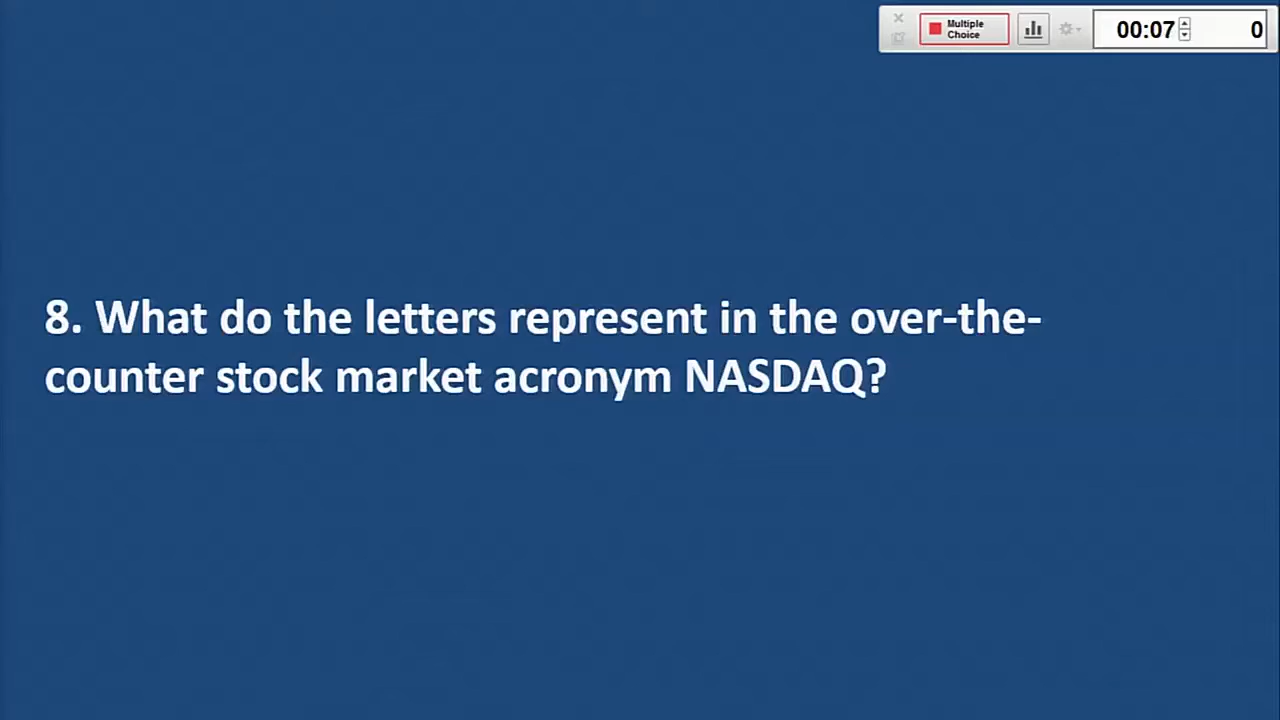 Multiple
Choice
00:07
0
8. What do the letters represent in the over-the-
counter stock market acronym NASDAQ?